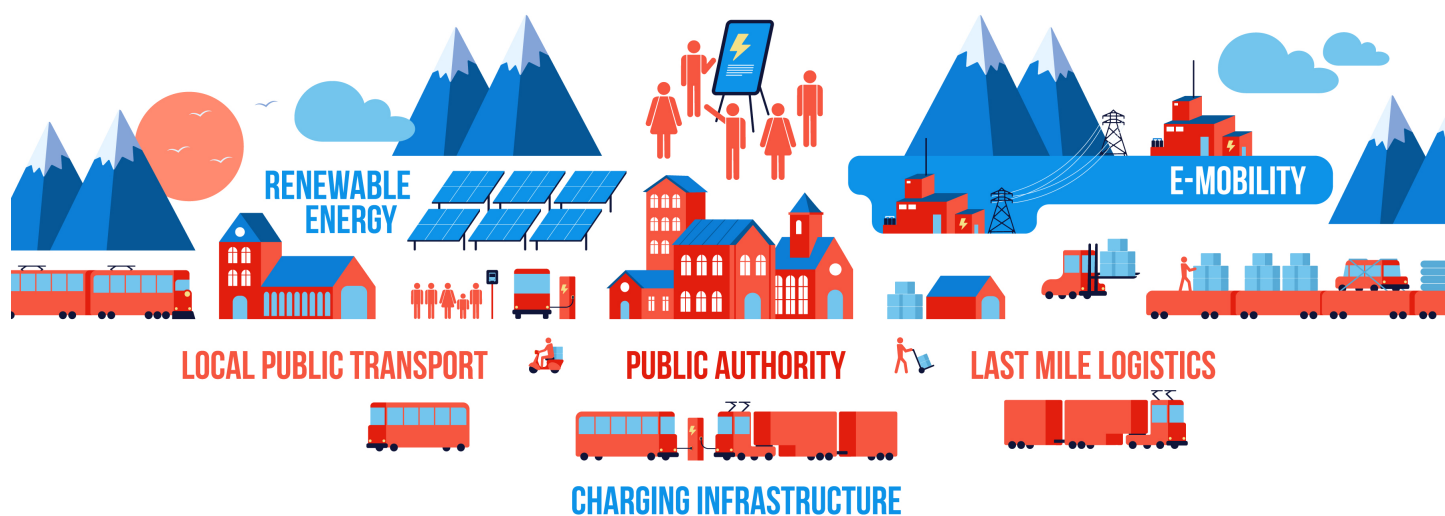 RENEWABLE
ENERGY
E-MOBILITY
LOCAL PUBLIC TRANSPORT
PUBLIC AUTHORITY
LAST MILE LOGISTICS
CHARGING INFRASTRUCTURE